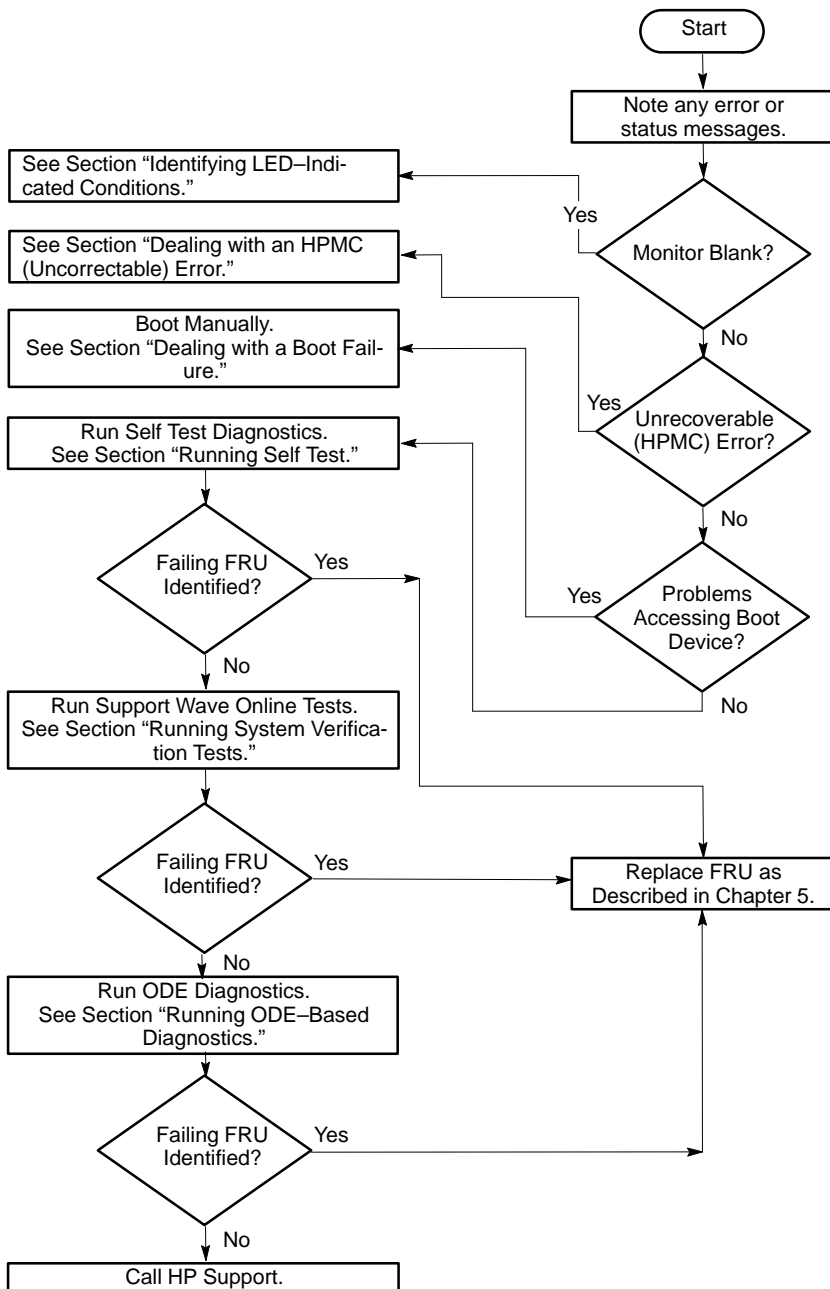 Start
Note any error or
status messages.
See Section “Identifying LED–Indi-
cated Conditions.”
Yes
Monitor Blank?
See Section “Dealing with an HPMC
(Uncorrectable) Error.”
No
Boot Manually.
See Section “Dealing with a Boot Fail-
ure.”
Yes
Unrecoverable
(HPMC) Error?
Run Self Test Diagnostics.
See Section “Running Self Test.”
No
Failing FRU
Identified?
Yes
Yes
Problems
Accessing Boot
Device?
No
No
Run Support Wave Online Tests.
See Section “Running System Verifica-
tion Tests.”
Failing FRU
Identified?
Yes
Replace FRU as
Described in Chapter 5.
No
Run ODE Diagnostics.
See Section “Running ODE–Based
Diagnostics.”
Failing FRU
Identified?
Yes
No
Call HP Support.